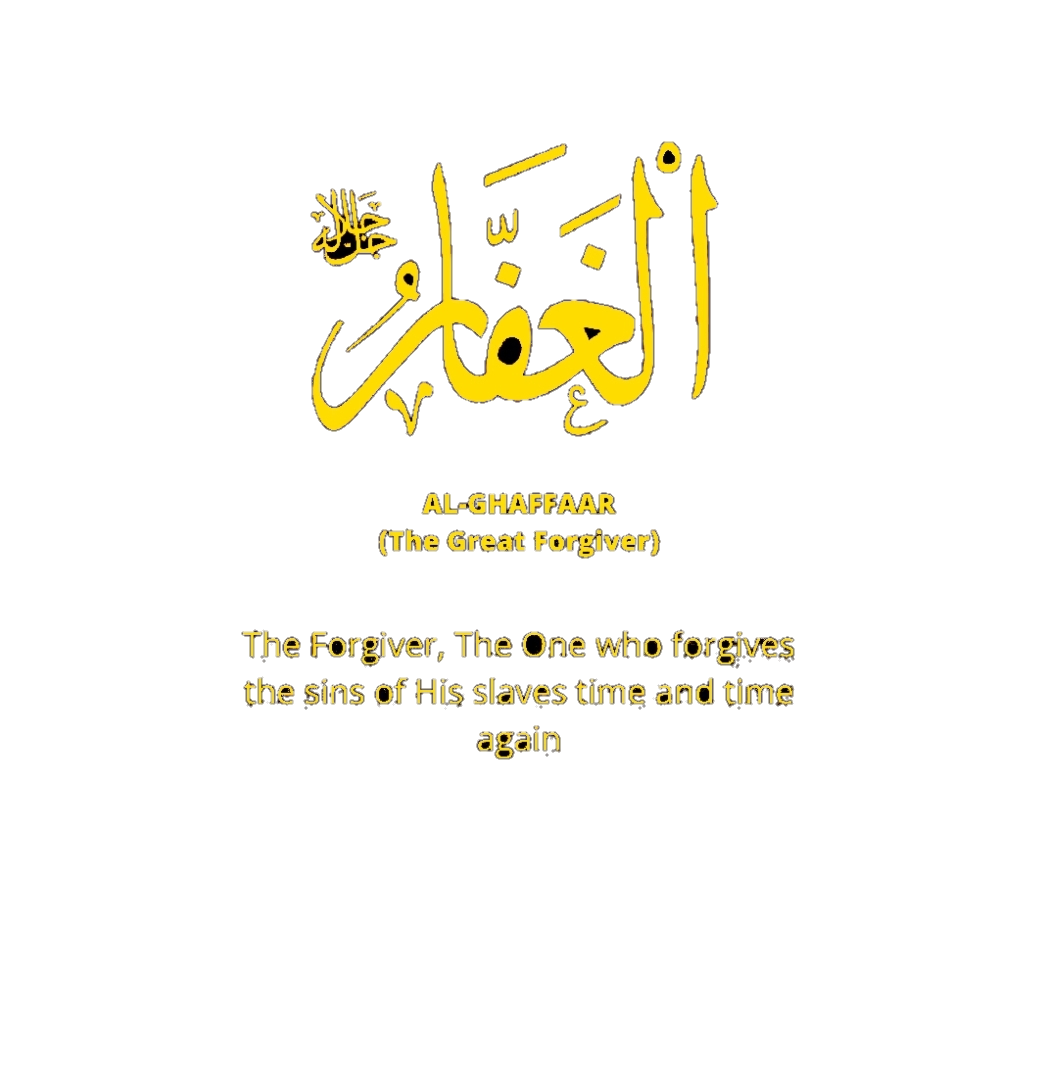 ٱلْغَفَّارُ
جل جلاله
AL-GHAFFAAR
(The Great Forgiver)
The Forgiver, The One who forgives
the sins of His slaves time and time
again